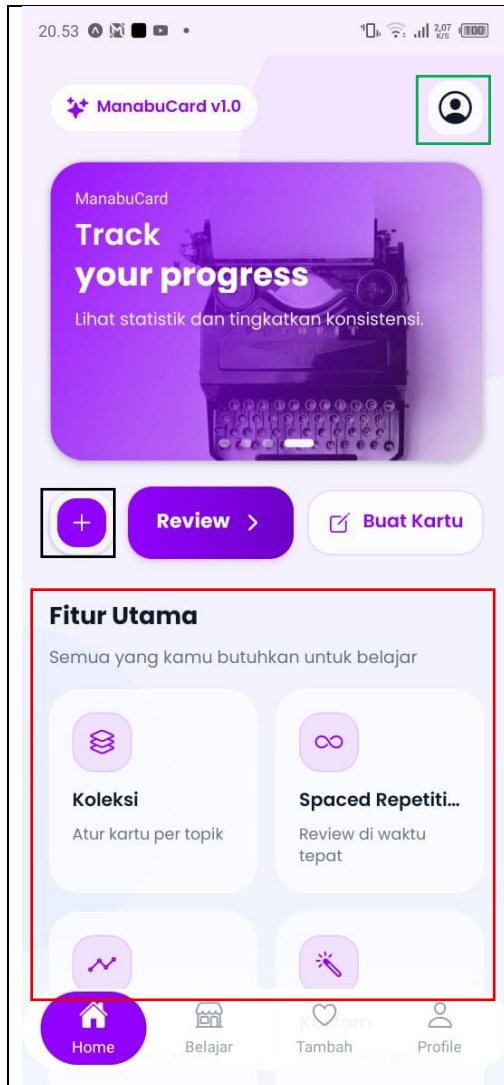 20.53
2,07
K/S
100
ManabuCard v1.0
ManabuCard
Track
your progress
Lihat statistik dan tingkatkan konsistensi.
Review
Buat Kartu
Fitur Utama
Semua yang kamu butuhkan untuk belajar
Koleksi
Atur kartu per topik
Spaced Repetiti...
Review di waktu
tepat
Home
Belajar
Tambah
Profile